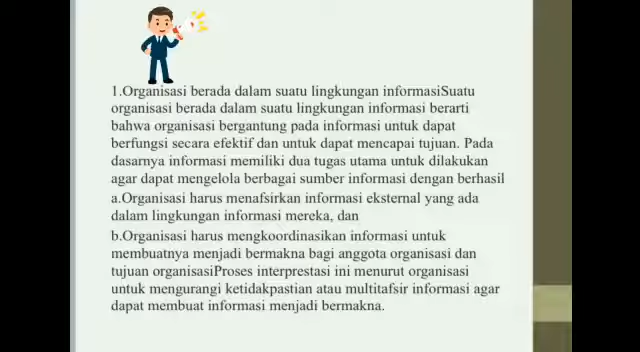 1.Organisasi berada dalam suatu lingkungan informasiSuatu
organisasi berada dalam suatu lingkungan informasi berarti
bahwa organisasi bergantung pada informasi untuk dapat
berfungsi secara efektif dan untuk dapat mencapai tujuan. Pada
dasarnya informasi memiliki dua tugas utama untuk dilakukan
agar dapat mengelola berbagai sumber informasi dengan berhasil
a.Organisasi harus menafsirkan informasi eksternal yang ada
dalam lingkungan informasi mereka, dan
b.Organisasi harus mengkoordinasikan informasi untuk
membuatnya menjadi bermakna bagi anggota organisasi dan
tujuan organisasiProses interprestasi ini menurut organisasi
untuk mengurangi ketidakpastian atau multitafsir informasi agar
dapat membuat informasi menjadi bermakna.